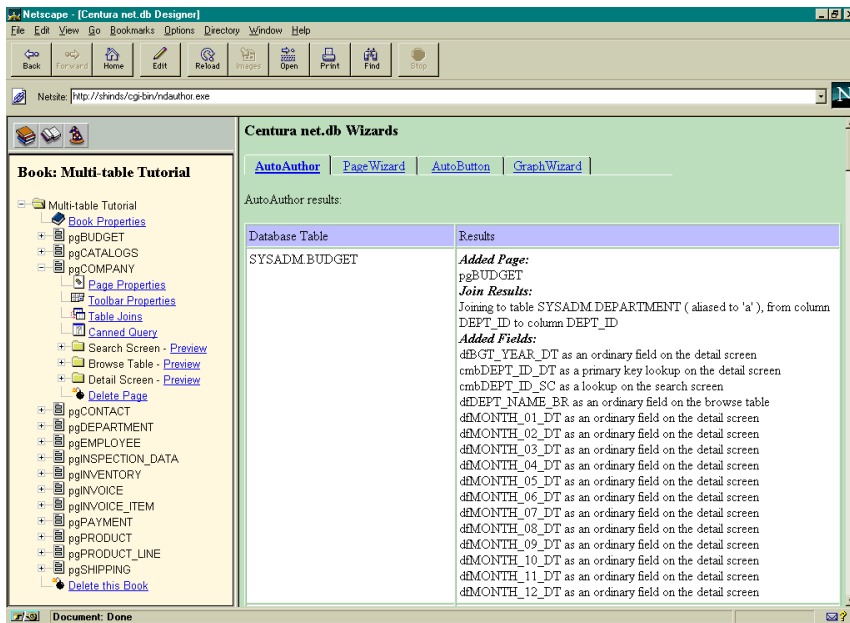 Netscape - [Centura net.db Designer]
File Edit View Go Bookmarks Options Directory Window Help
Back Forward Home Edit Reload Images Open Print Find Stop
Netsite: http://shinds/cgi-bin/ndauthor.exe
N
Book: Multi-table Tutorial
Multi-table Tutorial
Book Properties
pgBUDGET
pgCATALOGS
pgCOMPANY
Page Properties
Toolbar Properties
Table Joins
Canned Query
Search Screen - Preview
Browse Table - Preview
Detail Screen - Preview
Delete Page
pgCONTACT
pgDEPARTMENT
pgEMPLOYEE
pgINSPECTION_DATA
pgINVENTORY
pgINVOICE
pgINVOICE_ITEM
pgPAYMENT
pgPRODUCT
pgPRODUCT_LINE
pgSHIPPING
Delete this Book
Centura net.db Wizards
AutoAuthor PageWizard AutoButton GraphWizard
AutoAuthor results:
Database Table Results
SYSADM.BUDGET Added Page:
pgBUDGET
Join Results:
Joining to table SYSADM.DEPARTMENT ( aliased to 'a' ), from column
DEPT_ID to column DEPT_ID
Added Fields:
dfBGT_YEAR_DT as an ordinary field on the detail screen
cmbDEPT_ID_DT as a primary key lookup on the detail screen
cmbDEPT_ID_SC as a lookup on the search screen
dfDEPT_NAME_BR as an ordinary field on the browse table
dfMONTH_01_DT as an ordinary field on the detail screen
dfMONTH_02_DT as an ordinary field on the detail screen
dfMONTH_03_DT as an ordinary field on the detail screen
dfMONTH_04_DT as an ordinary field on the detail screen
dfMONTH_05_DT as an ordinary field on the detail screen
dfMONTH_06_DT as an ordinary field on the detail screen
dfMONTH_07_DT as an ordinary field on the detail screen
dfMONTH_08_DT as an ordinary field on the detail screen
dfMONTH_09_DT as an ordinary field on the detail screen
dfMONTH_10_DT as an ordinary field on the detail screen
dfMONTH_11_DT as an ordinary field on the detail screen
dfMONTH_12_DT as an ordinary field on the detail screen
Document: Done